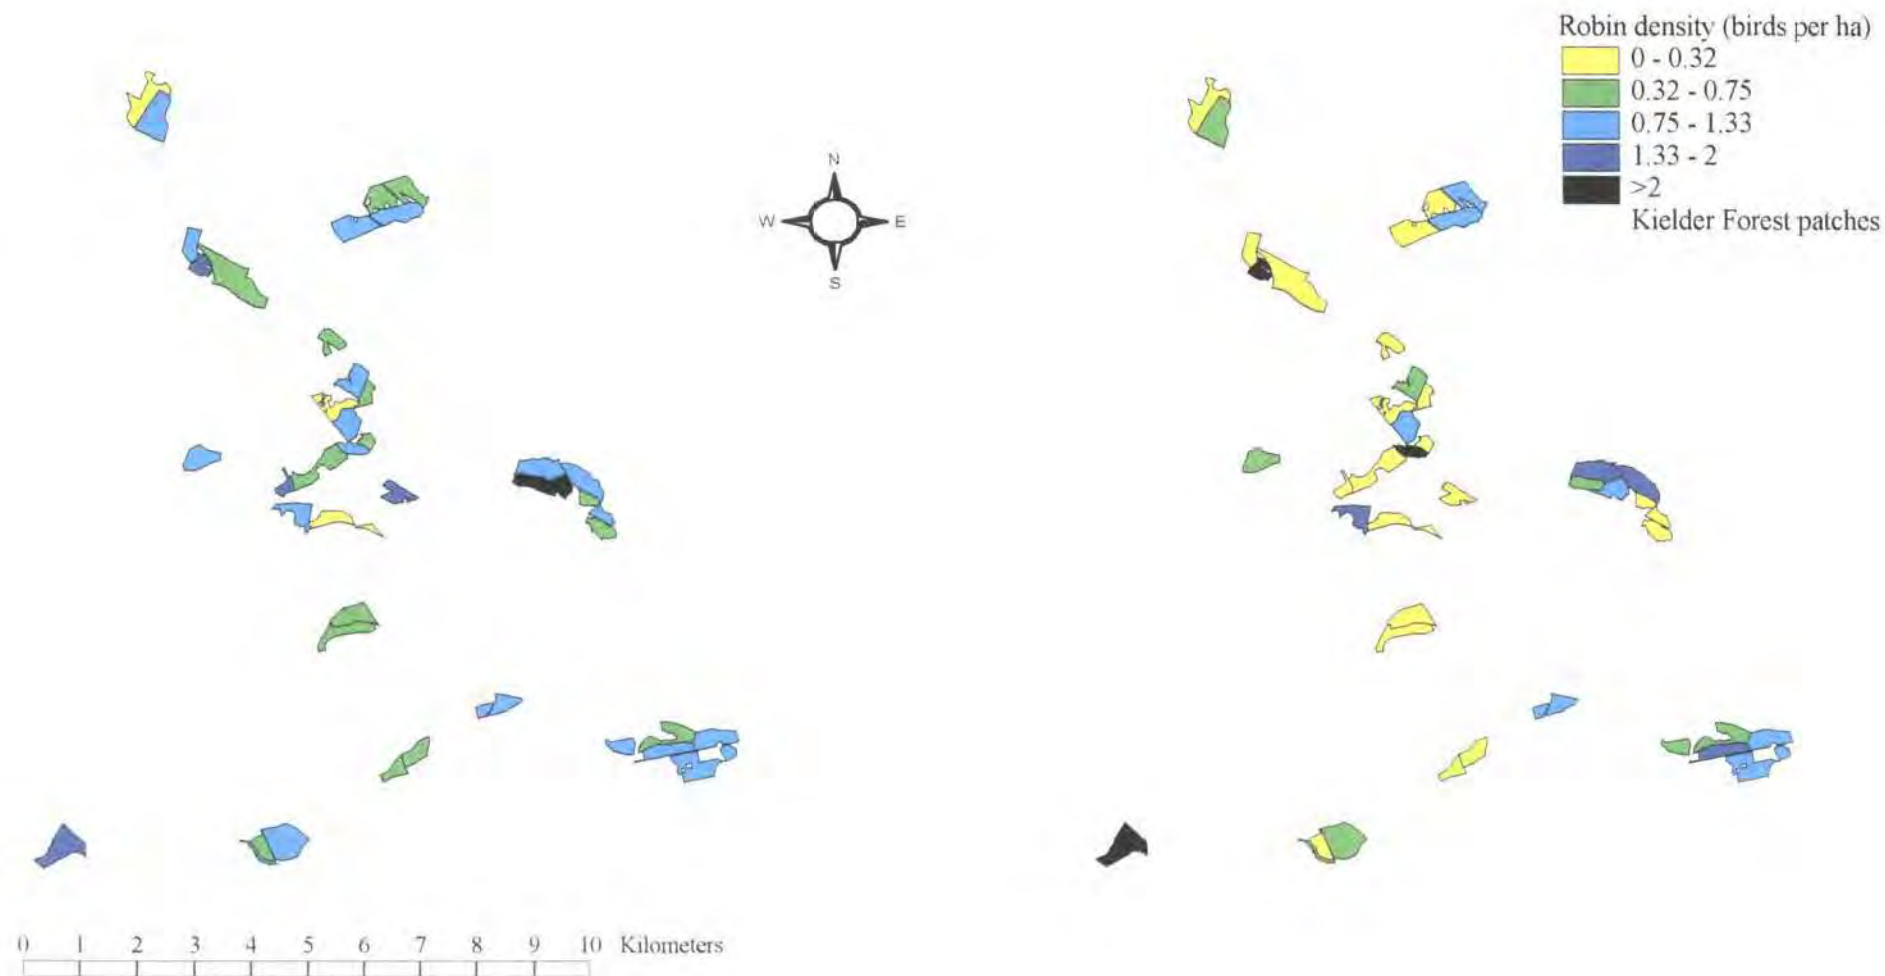 Robin density (birds per ha)
0 - 0.32
0.32 - 0.75
0.75 - 1.33
1.33 - 2
>2
Kielder Forest patches
N
W E
S
0 1 2 3 4 5 6 7 8 9 10 Kilometers